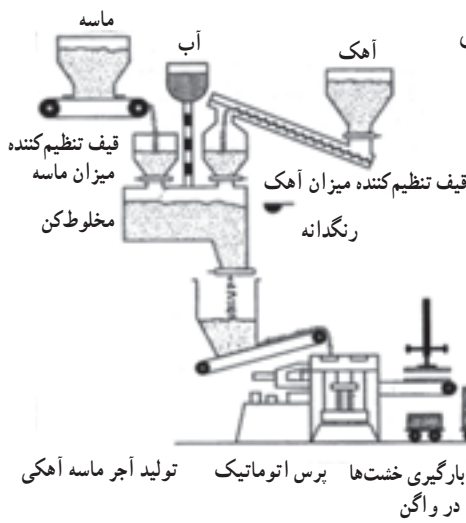 ماسه
آب
آهک
قیف تنظیم‌کننده
میزان ماسه
قیف تنظیم‌کننده میزان آهک
مخلوط‌کن
رنگدانه
تولید آجر ماسه آهکی
پرس اتوماتیک
بارگیری خشت‌ها
در واگن